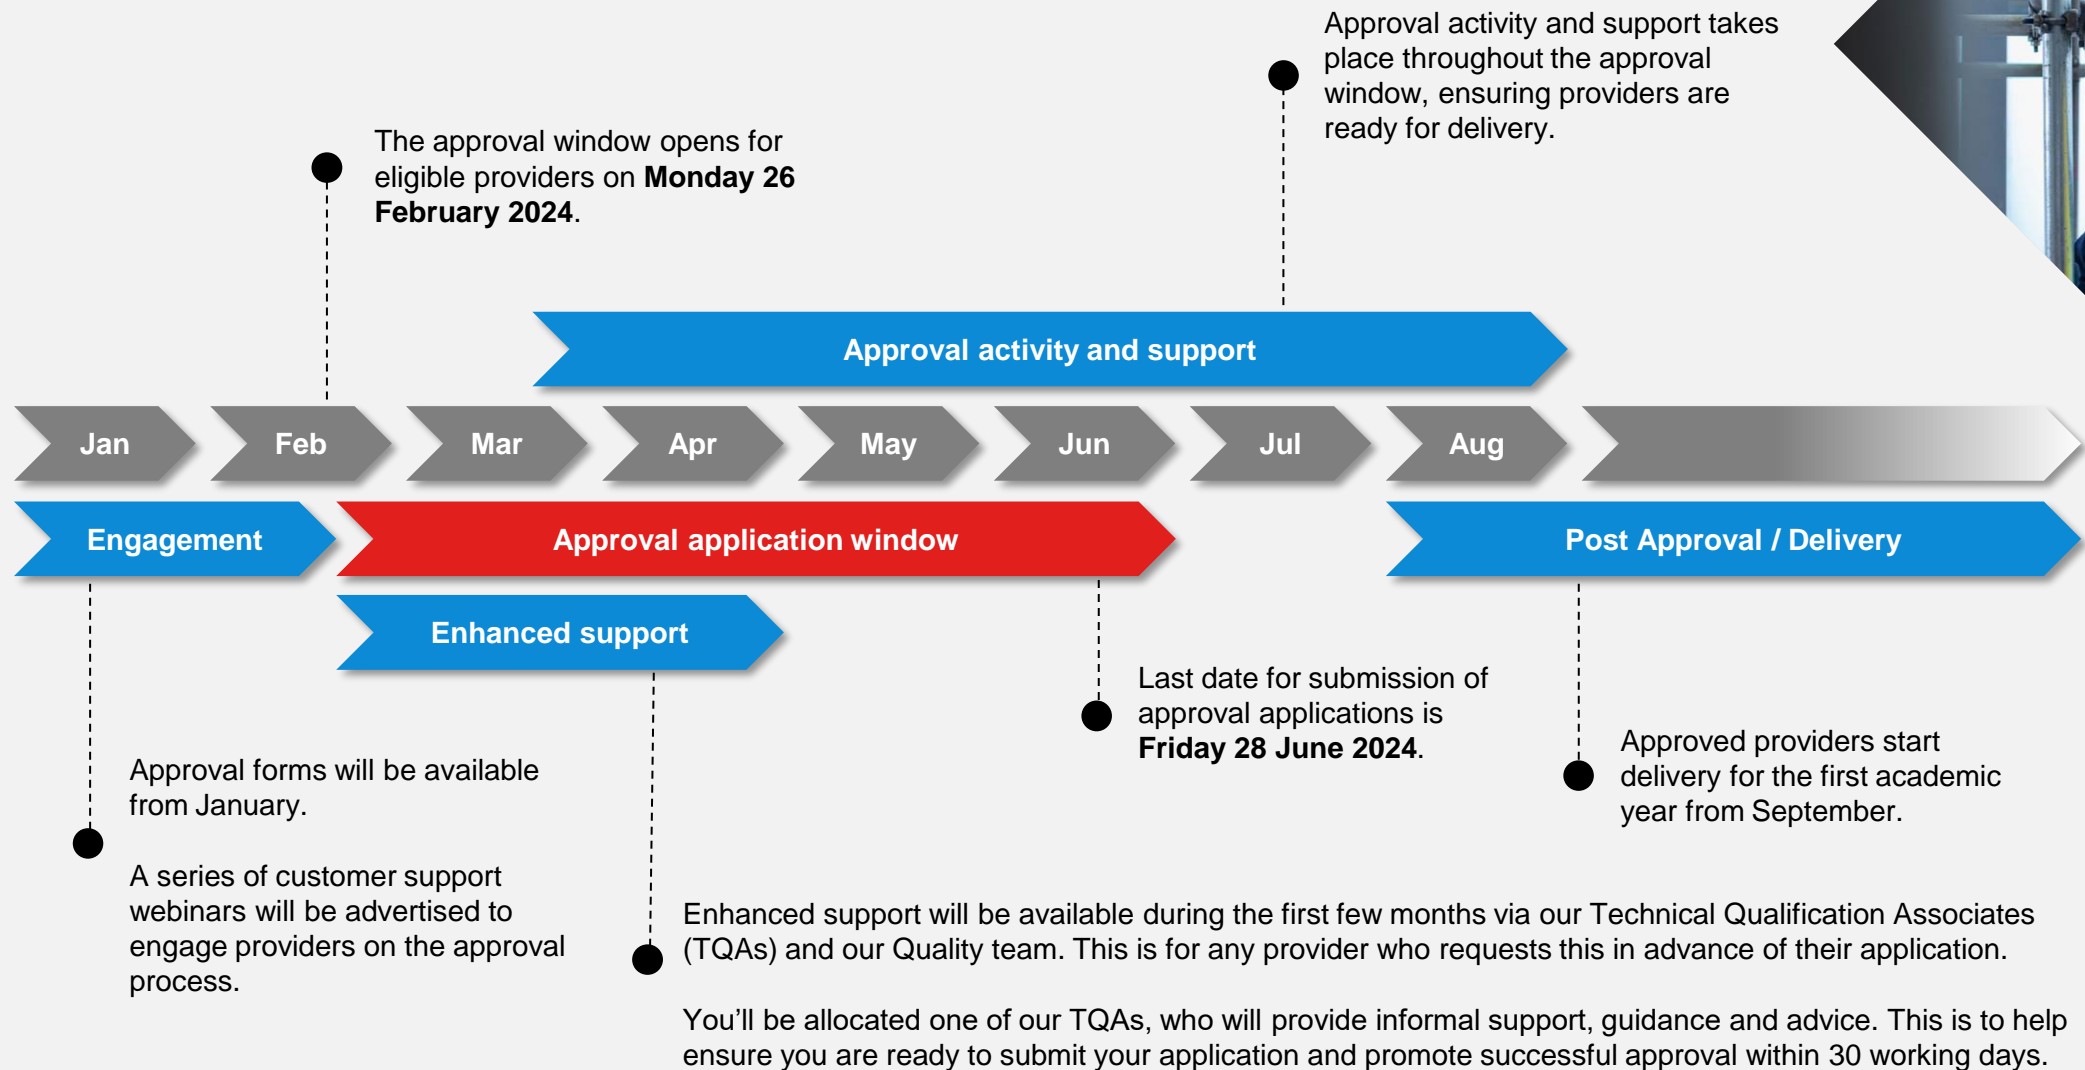 Approval activity and support takes
place throughout the approval
window, ensuring providers are
ready for delivery.
The approval window opens for
eligible providers on Monday 26
February 2024.
Approval activity and support
Jan
Feb
Mar
Apr
May
Jun
Jul
Aug
Engagement
Approval application window
Post Approval / Delivery
Enhanced support
Last date for submission of
approval applications is
Friday 28 June 2024.
Approved providers start
delivery for the first academic
year from September.
Approval forms will be available
from January.
A series of customer support
webinars will be advertised to
engage providers on the approval
process.
Enhanced support will be available during the first few months via our Technical Qualification Associates
(TQAs) and our Quality team. This is for any provider who requests this in advance of their application.
You’ll be allocated one of our TQAs, who will provide informal support, guidance and advice. This is to help
ensure you are ready to submit your application and promote successful approval within 30 working days.